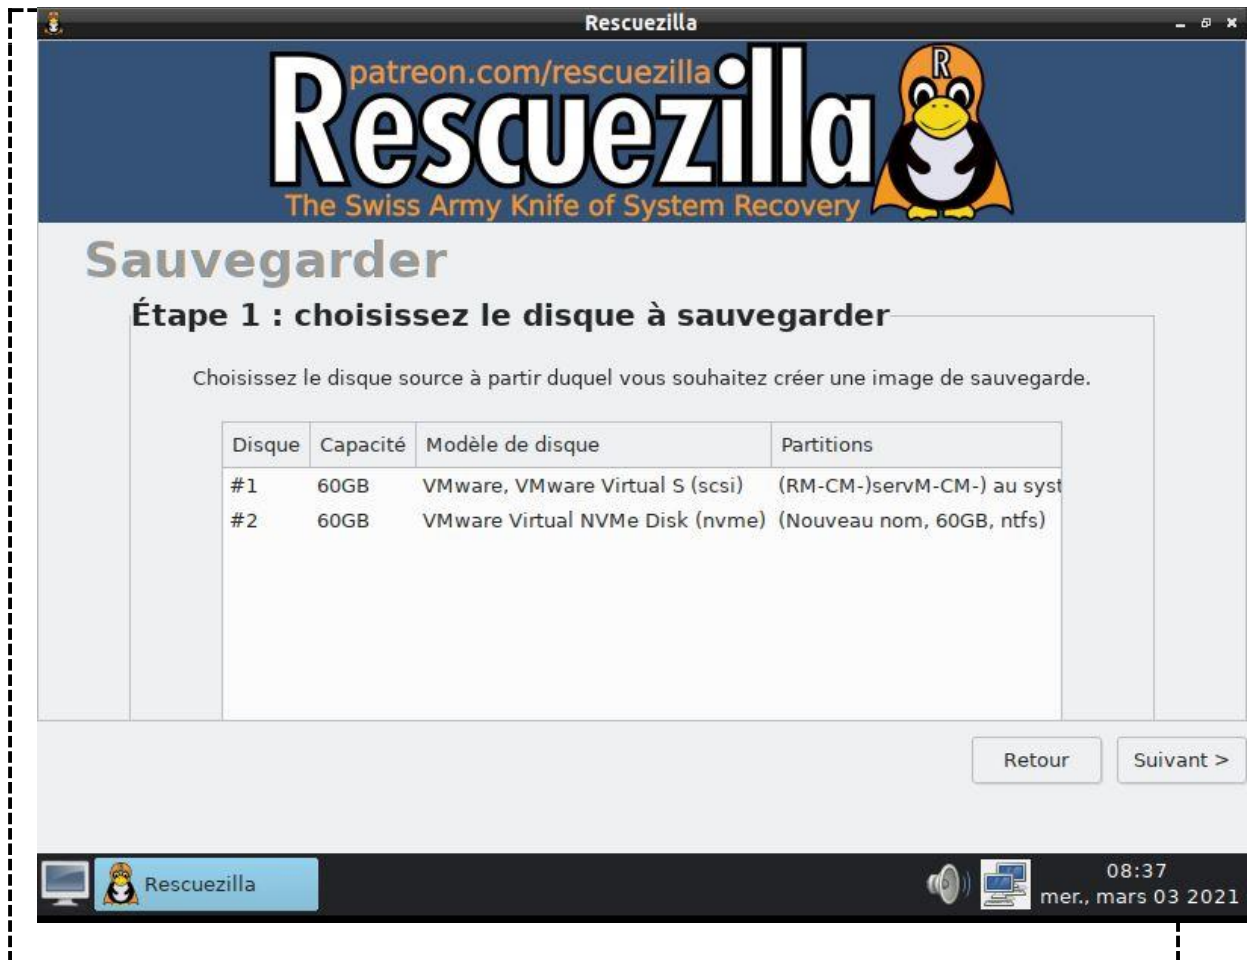 Rescuezilla
patreon.com/rescuezilla
Rescuezilla
R
The Swiss Army Knife of System Recovery
Sauvegarder
Étape 1 : choisissez le disque à sauvegarder
Choisissez le disque source à partir duquel vous souhaitez créer une image de sauvegarde.
Disque Capacité Modèle de disque Partitions
#1 60GB VMware, VMware Virtual S (scsi) (RM-CM-)servM-CM-) au syst
#2 60GB VMware Virtual NVMe Disk (nvme) (Nouveau nom, 60GB, ntfs)
Retour Suivant >
Rescuezilla
08:37
mer., mars 03 2021